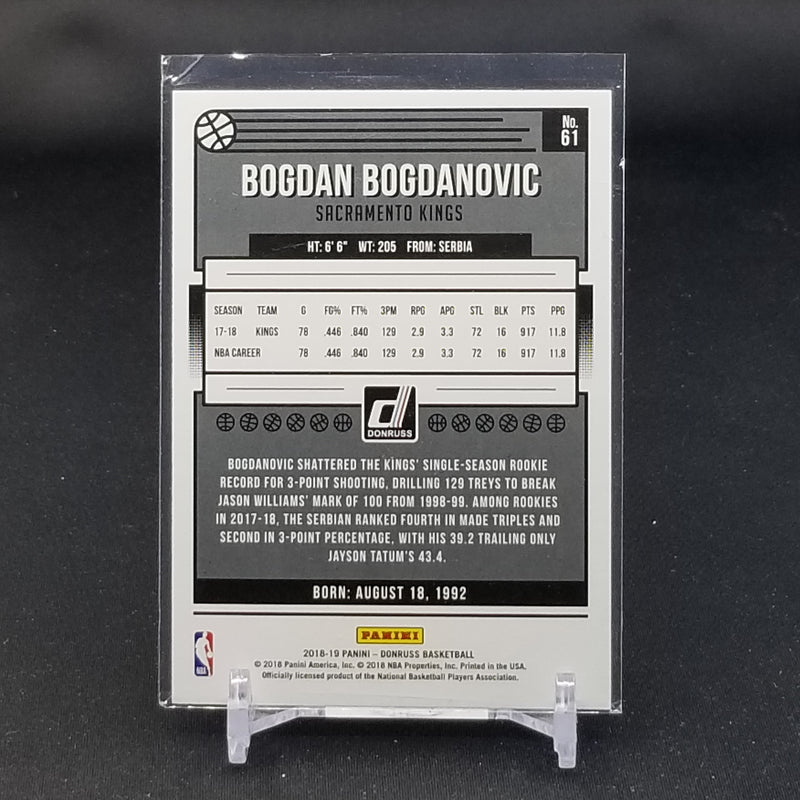 No.
61
BOGDAN BOGDANOVIC
SACRAMENTO KINGS
HT: 6' 6" WT: 205 FROM: SERBIA
SEASON TEAM G FG% FT% 3PM RPG APG STL BLK PTS PPG
17-18 KINGS 78 .446 .840 129 2.9 3.3 72 16 917 11.8
NBA CAREER 78 .446 .840 129 2.9 3.3 72 16 917 11.8
d
DONRUSS
BOGDANOVIC SHATTERED THE KINGS' SINGLE-SEASON ROOKIE
RECORD FOR 3-POINT SHOOTING, DRILLING 129 TREYS TO BREAK
JASON WILLIAMS' MARK OF 100 FROM 1998-99. AMONG ROOKIES
IN 2017-18, THE SERBIAN RANKED FOURTH IN MADE TRIPLES AND
SECOND IN 3-POINT PERCENTAGE, WITH HIS 39.2 TRAILING ONLY
JAYSON TATUM'S 43.4.
BORN: AUGUST 18, 1992
PANINI
NBA
2018-19 PANINI – DONRUSS BASKETBALL
© 2018 Panini America, Inc. © 2018 NBA Properties, Inc. Printed in the USA.
Officially licensed product of the National Basketball Players Association.